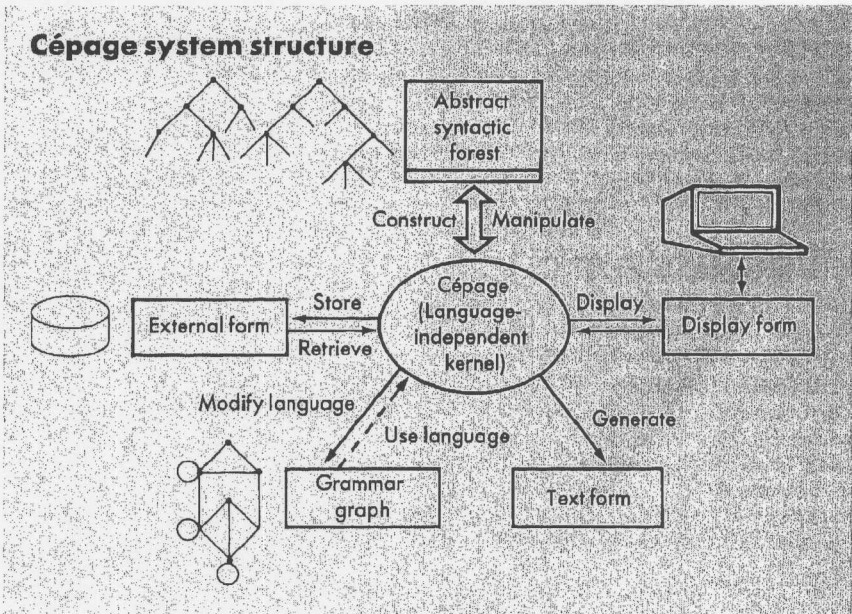 Cépage system structure
Abstract
syntactic
forest
Construct
Manipulate
Cépage
(Language-
independent
kernel)
Store
Retrieve
External form
Display
Display form
Modify language
Use language
Generate
Grammar
graph
Text form